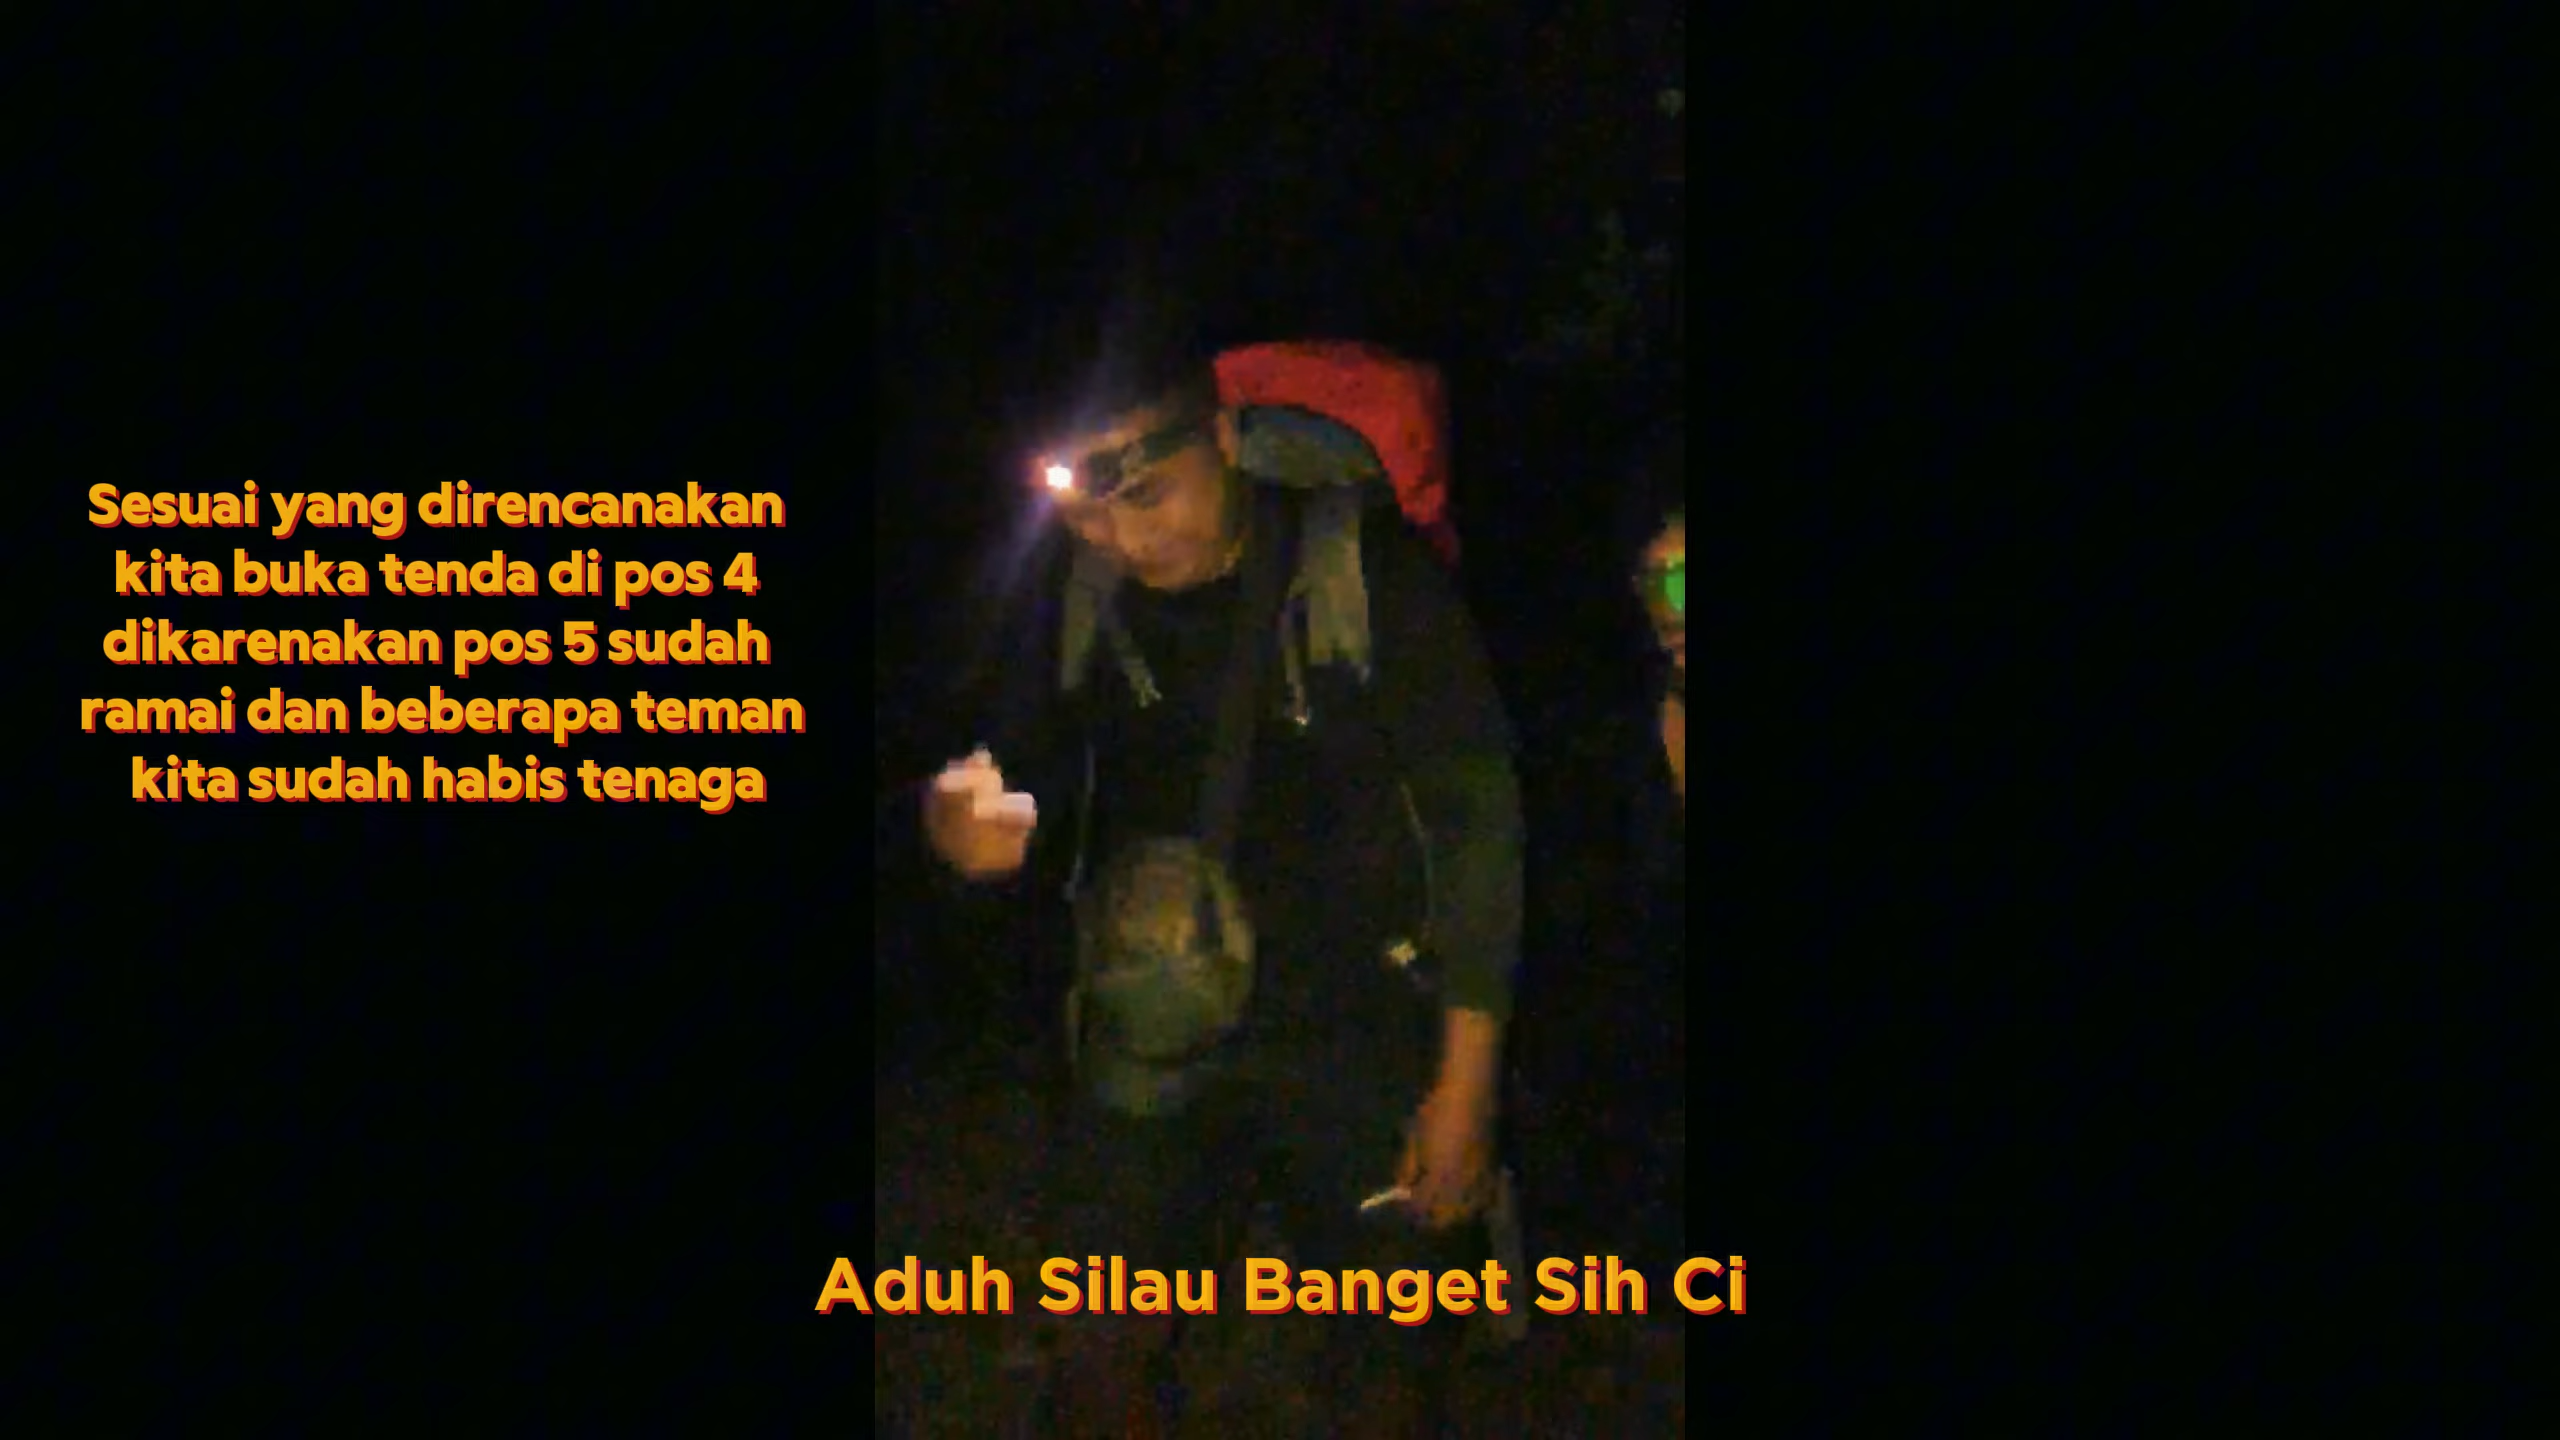 Sesuai yang direncanakan
kita buka tenda di pos 4
dikarenakan pos 5 sudah
ramai dan beberapa teman
kita sudah habis tenaga
Aduh Silau Banget Sih Ci